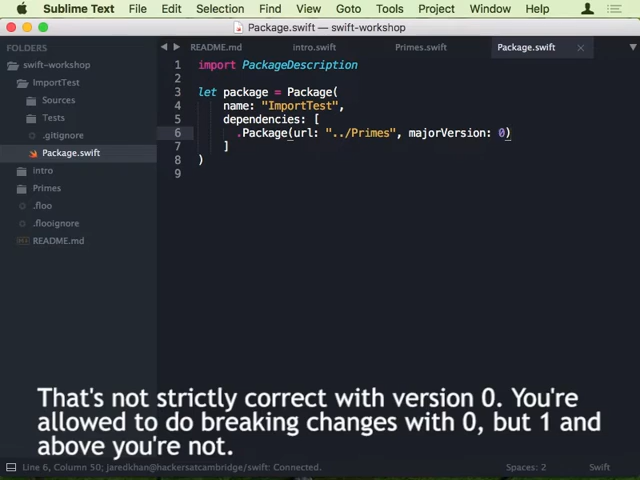 Sublime Text File Edit Selection Find View Goto Tools Project Window Help
Package.swift — swift-workshop
FOLDERS
swift-workshop
ImportTest
Sources
Tests
.gitignore
Package.swift
intro
Primes
.floo
.flooignore
README.md
README.md intro.swift Primes.swift Package.swift
1 import PackageDescription
2
3 let package = Package(
4 name: "ImportTest",
5 dependencies: [
6 .Package(url: "../Primes", majorVersion: 0)
7 ]
8 )
9
That's not strictly correct with version 0. You're
allowed to do breaking changes with 0, but 1 and
above you're not.
Line 6, Column 50; jaredkhan@hackersatcambridge/swift: Connected. Spaces: 2 Swift